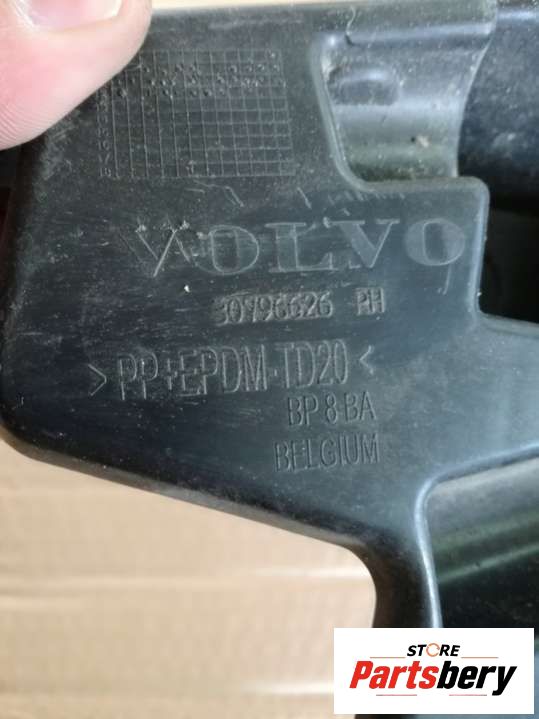 VOLVO
30796626 RH
>PP+EPDM-TD20<
BP 8 BA
BELGIUM
STORE
Partsbery